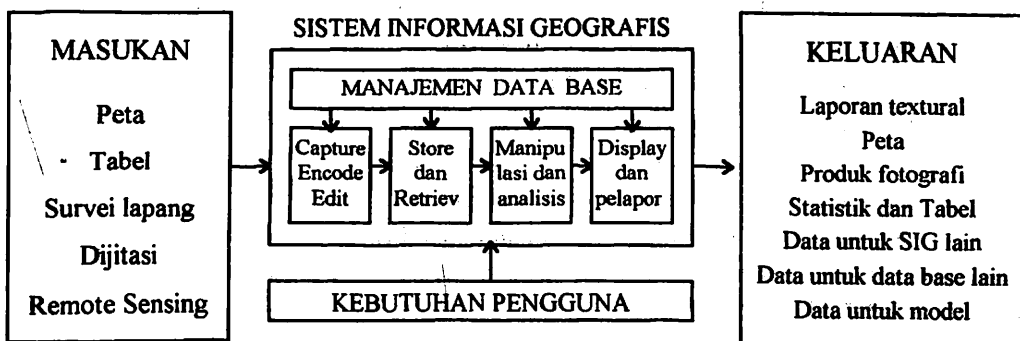 MASUKAN
Peta
Tabel
Survei lapang
Dijitasi
Remote Sensing
SISTEM INFORMASI GEOGRAFIS
MANAJEMEN DATA BASE
Capture
Encode
Edit
Store
dan
Retriev
Manipu
lasi dan
analisis
Display
dan
pelapor
KEBUTUHAN PENGGUNA
KELUARAN
Laporan textural
Peta
Produk fotografi
Statistik dan Tabel
Data untuk SIG lain
Data untuk data base lain
Data untuk model